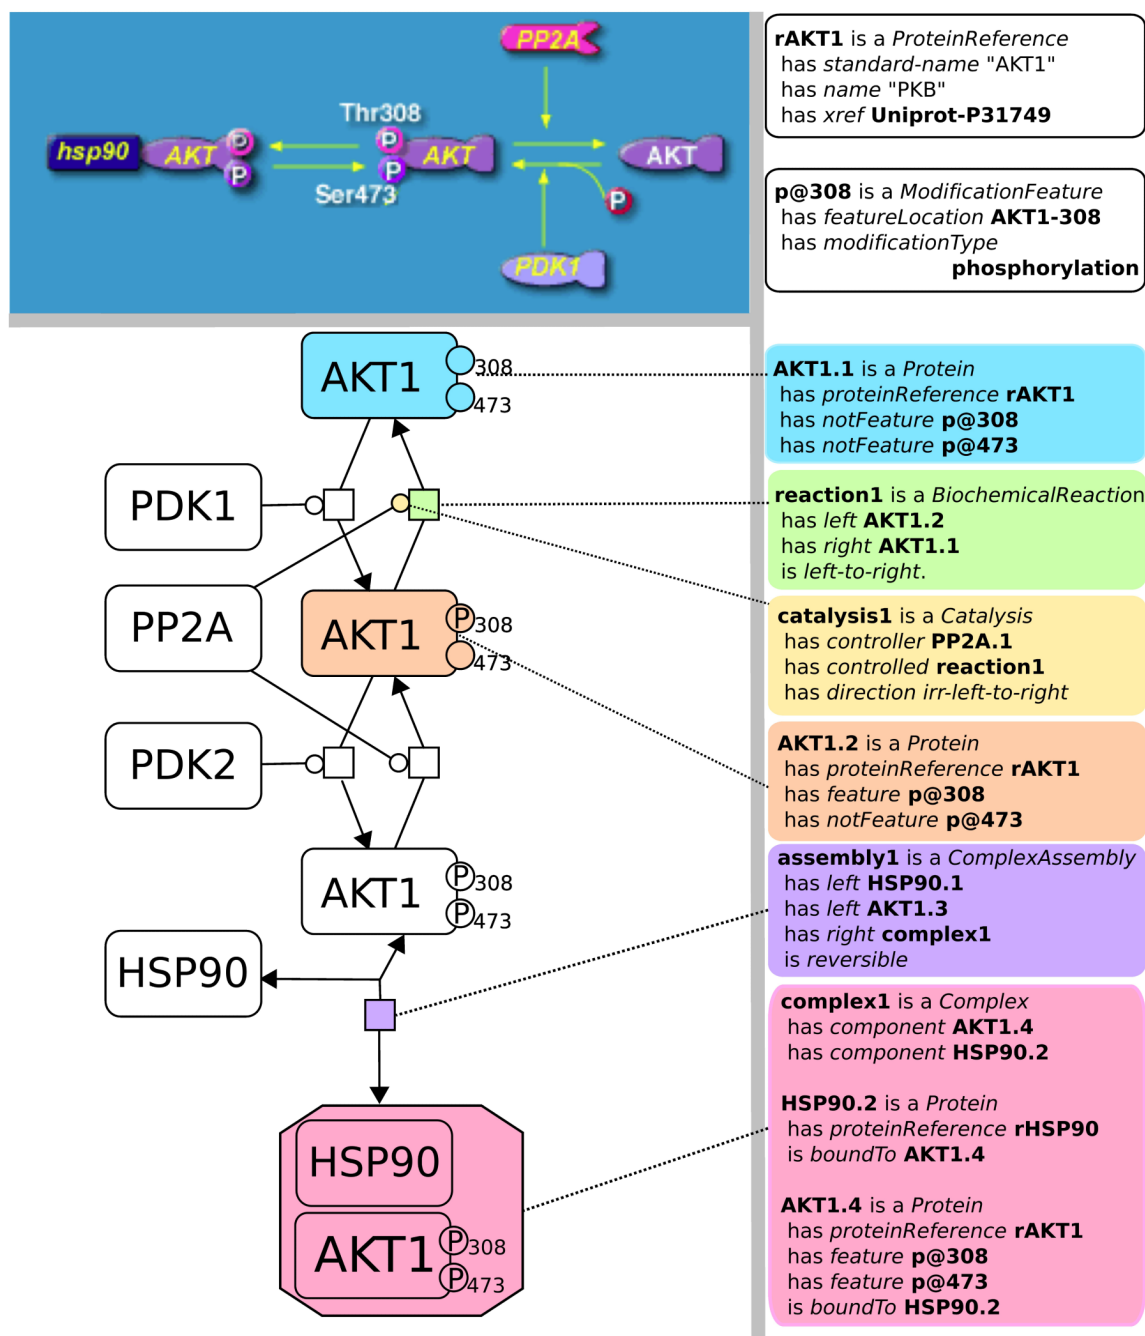 PP2A
Thr308
P
P
hsp90
AKT
AKT
AKT
P
P
Ser473
P
PDK1
rAKT1 is a ProteinReference
has standard-name "AKT1"
has name "PKB"
has xref Uniprot-P31749
p@308 is a ModificationFeature
has featureLocation AKT1-308
has modificationType
phosphorylation
AKT1
308
473
PDK1
PP2A
AKT1
P
308
473
PDK2
AKT1
P
308
P
473
HSP90
HSP90
AKT1
P
308
P
473
AKT1.1 is a Protein
has proteinReference rAKT1
has notFeature p@308
has notFeature p@473
reaction1 is a BiochemicalReaction
has left AKT1.2
has right AKT1.1
is left-to-right.
catalysis1 is a Catalysis
has controller PP2A.1
has controlled reaction1
has direction irr-left-to-right
AKT1.2 is a Protein
has proteinReference rAKT1
has feature p@308
has notFeature p@473
assembly1 is a ComplexAssembly
has left HSP90.1
has left AKT1.3
has right complex1
is reversible
complex1 is a Complex
has component AKT1.4
has component HSP90.2
HSP90.2 is a Protein
has proteinReference rHSP90
is boundTo AKT1.4
AKT1.4 is a Protein
has proteinReference rAKT1
has feature p@308
has feature p@473
is boundTo HSP90.2